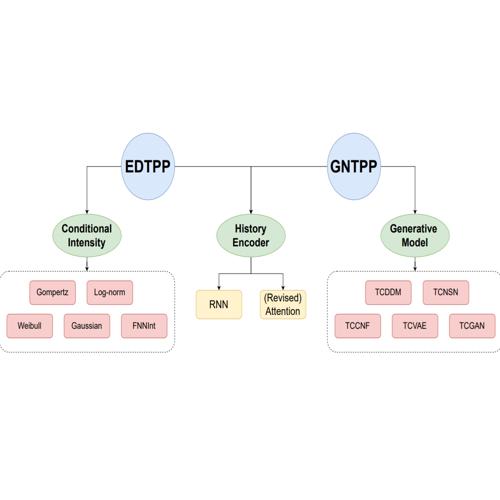 EDTPP
GNTPP
Conditional
Intensity
History
Encoder
Generative
Model
Gompertz
Log-norm
Weibull
Gaussian
FNNInt
RNN
(Revised)
Attention
TCDDM
TCNSN
TCCNF
TCVAE
TCGAN